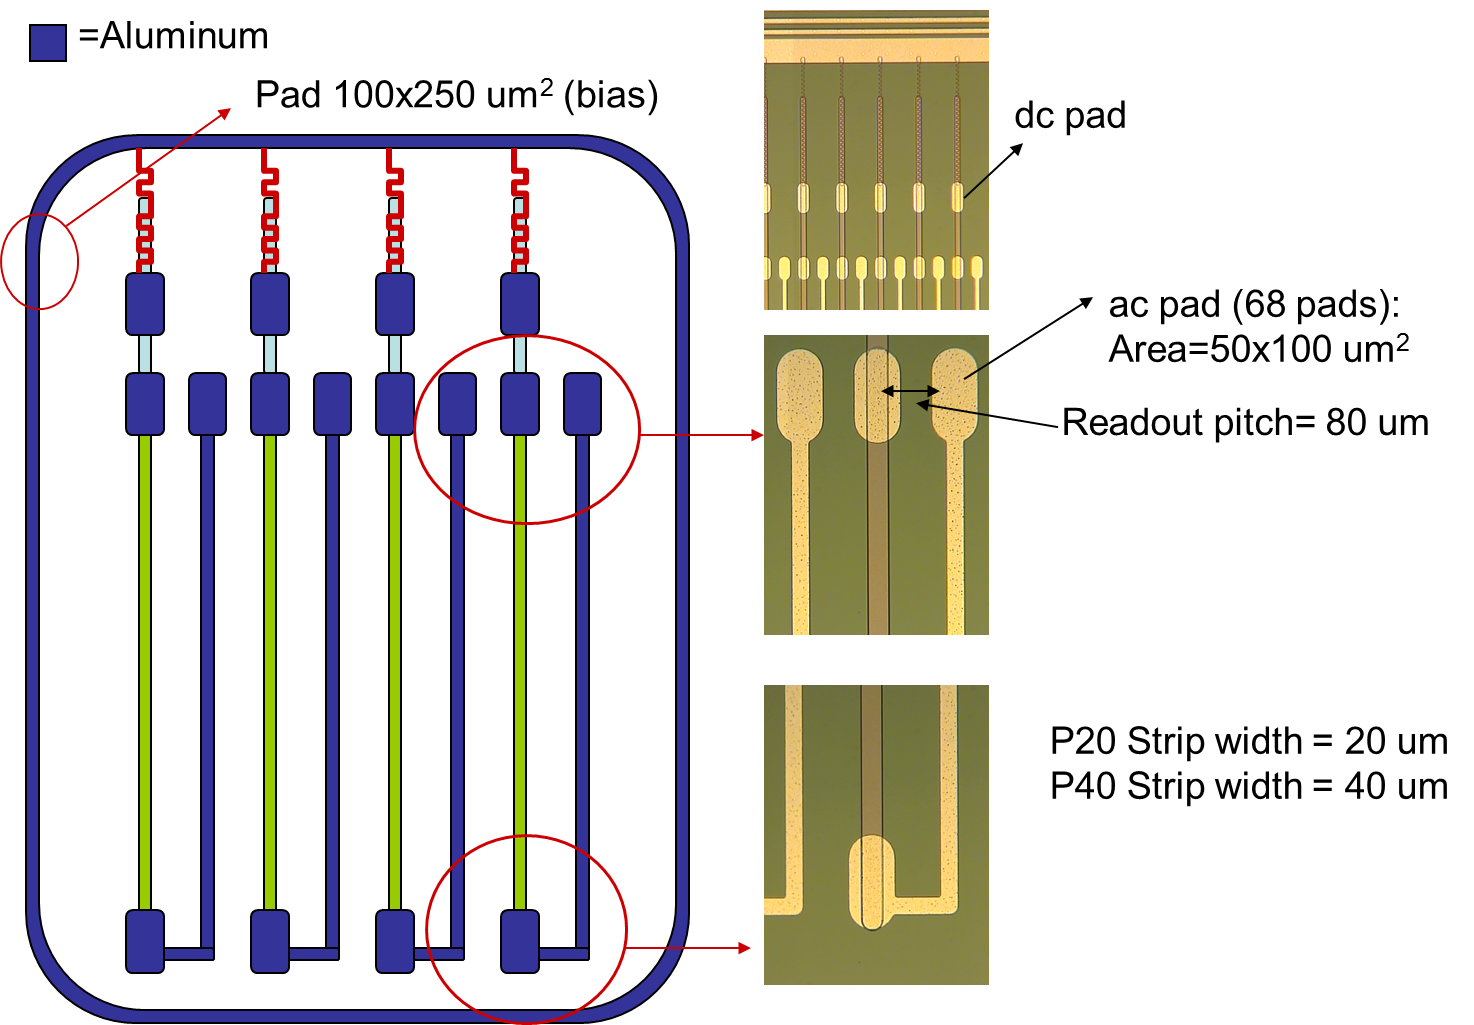 =Aluminum
Pad 100x250 um² (bias)
dc pad
ac pad (68 pads):
Area=50x100 um²
Readout pitch= 80 um
P20 Strip width = 20 um
P40 Strip width = 40 um